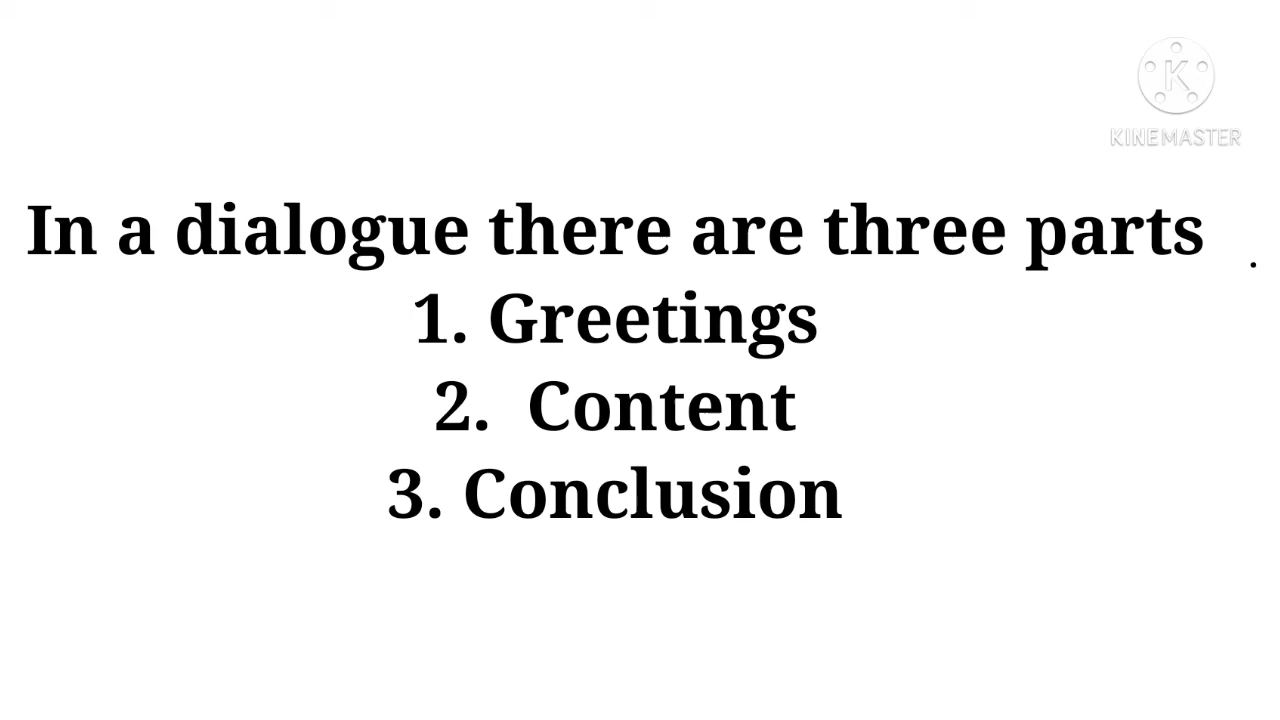 KINEMASTER
In a dialogue there are three parts .
1. Greetings
2. Content
3. Conclusion